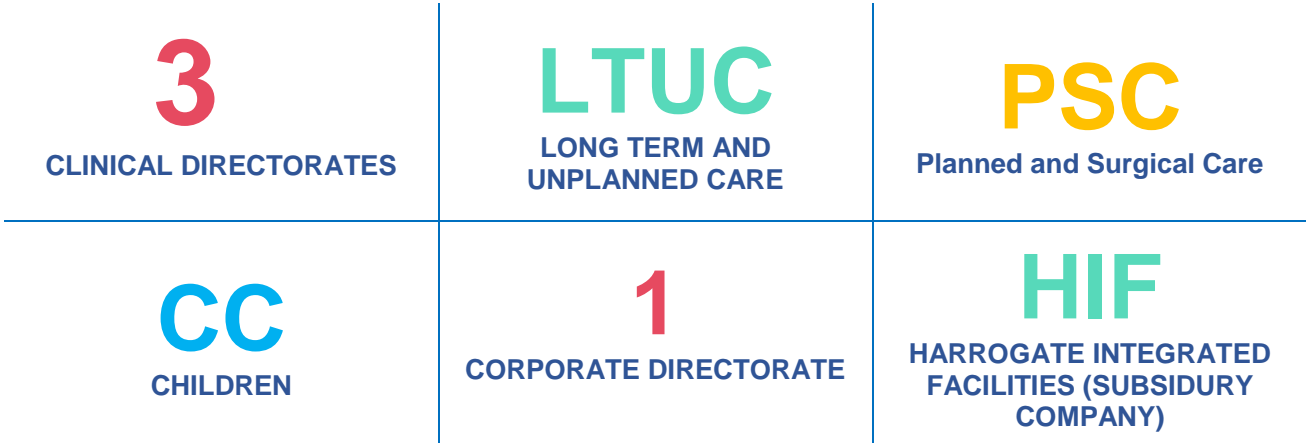 3
CLINICAL DIRECTORATES
LTUC
LONG TERM AND
UNPLANNED CARE
PSC
Planned and Surgical Care
CC
CHILDREN
1
CORPORATE DIRECTORATE
HIF
HARROGATE INTEGRATED
FACILITIES (SUBSIDURY
COMPANY)